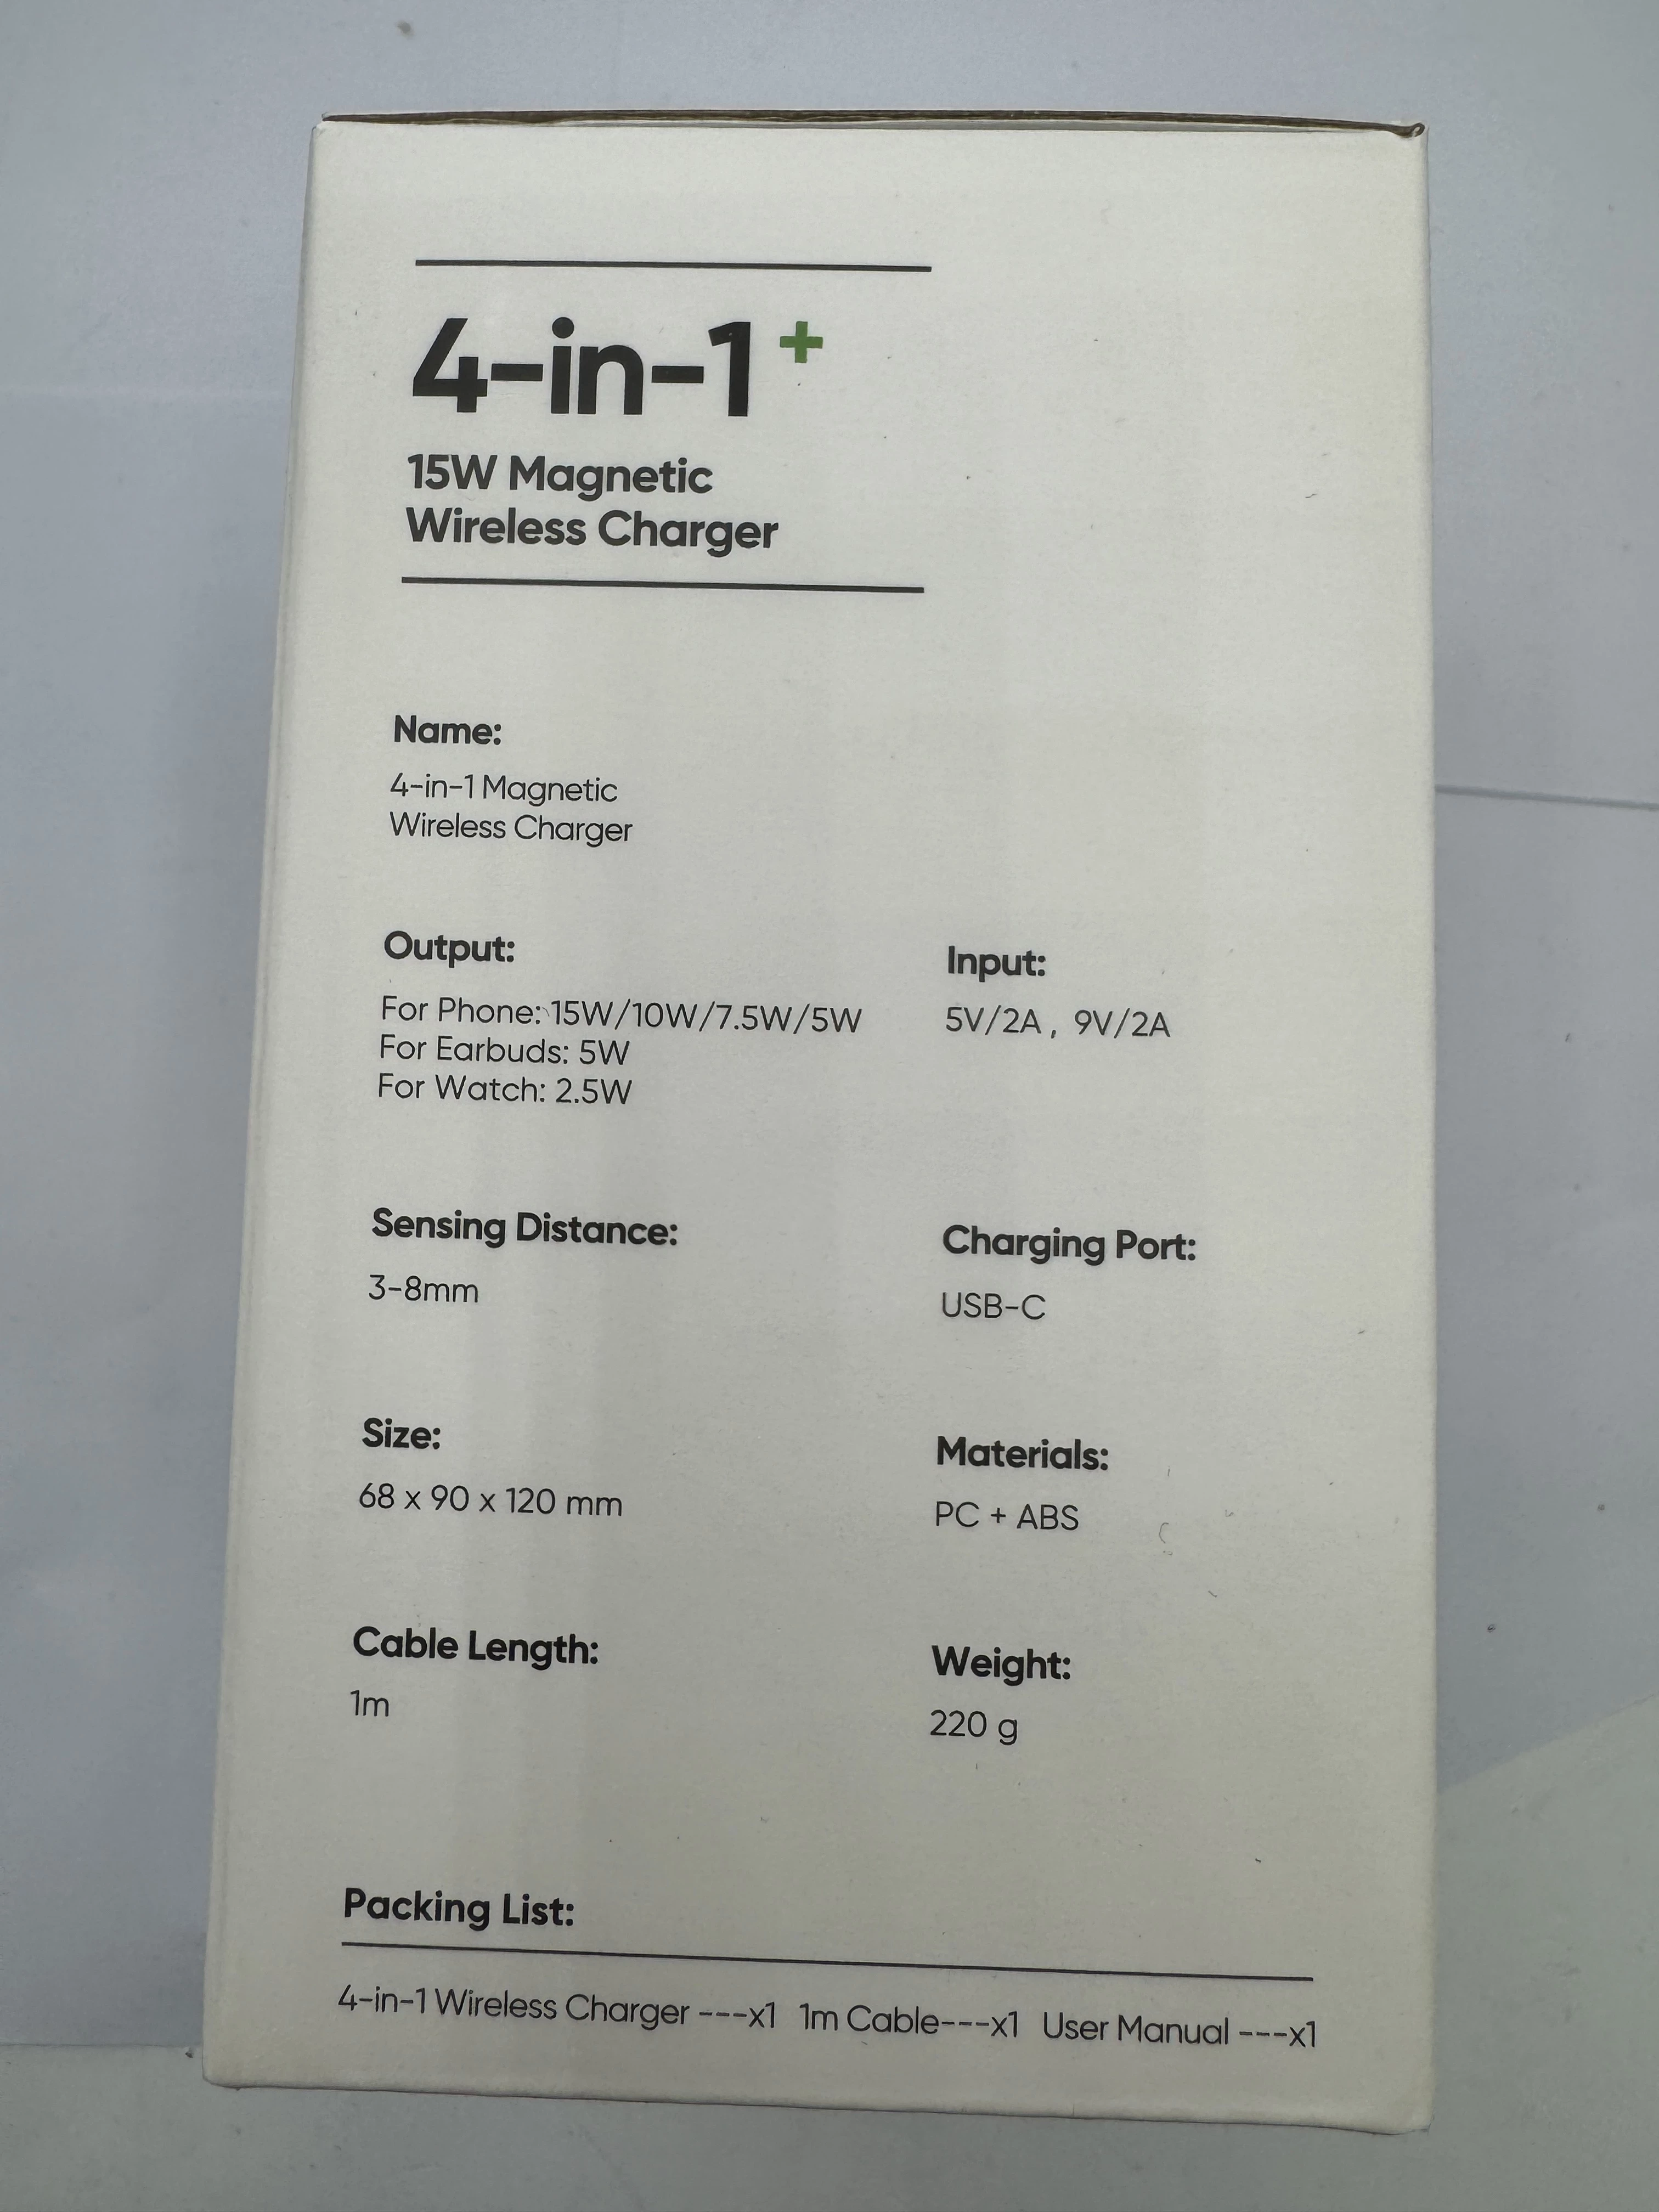 4-in-1+
15W Magnetic
Wireless Charger
Name:
4-in-1 Magnetic
Wireless Charger
Output:
For Phone: 15W/10W/7.5W/5W
For Earbuds: 5W
For Watch: 2.5W
Input:
5V/2A , 9V/2A
Sensing Distance:
3-8mm
Charging Port:
USB-C
Size:
68 x 90 x 120 mm
Materials:
PC + ABS
Cable Length:
1m
Weight:
220 g
Packing List:
4-in-1 Wireless Charger ---x1 1m Cable---x1 User Manual ---x1